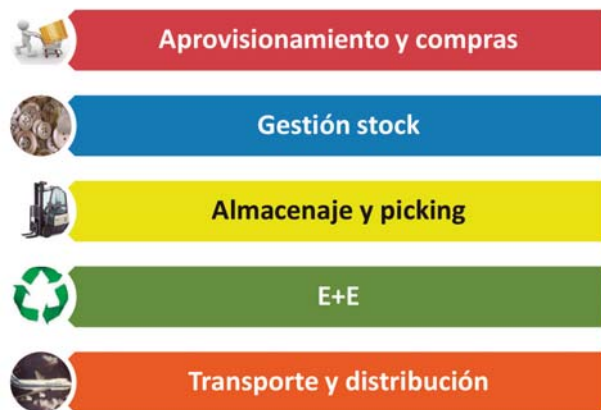 Aprovisionamiento y compras
Gestión stock
Almacenaje y picking
E+E
Transporte y distribución